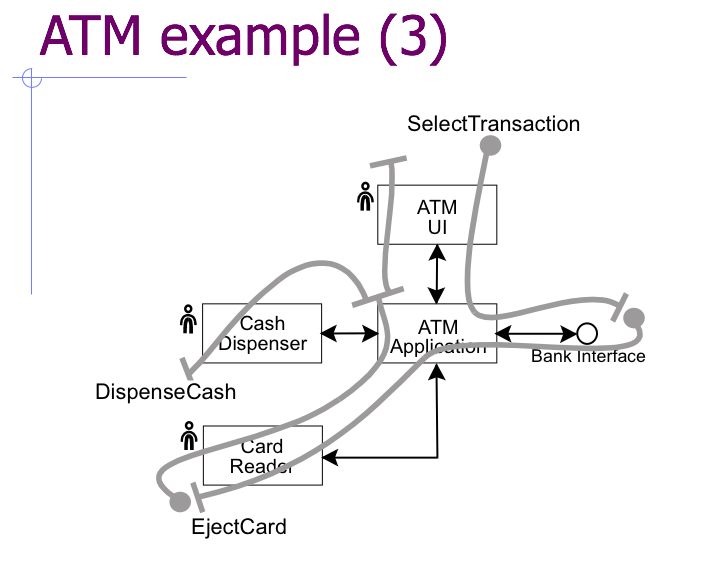 ATM example (3)
SelectTransaction
ATM
UI
Cash
Dispenser
ATM
Application
Bank Interface
DispenseCash
Card
Reader
EjectCard